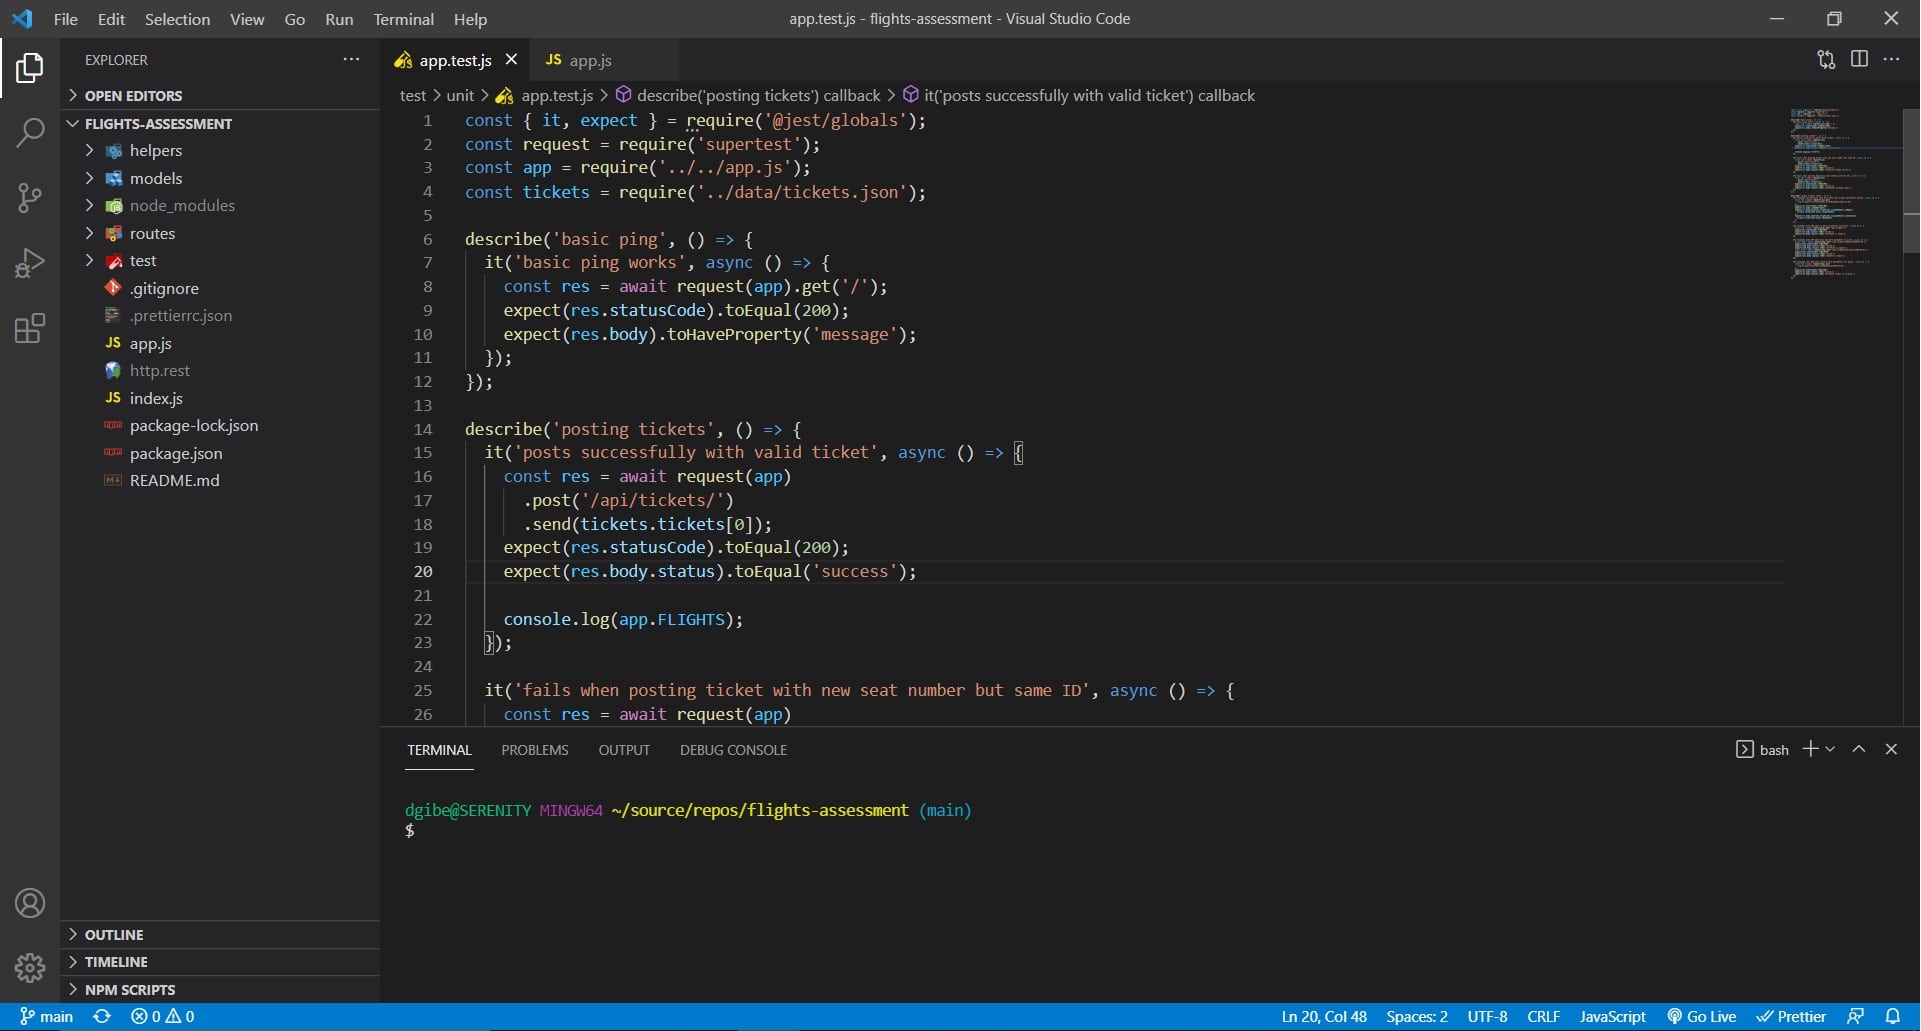 File Edit Selection View Go Run Terminal Help
app.test.js - flights-assessment - Visual Studio Code
EXPLORER
OPEN EDITORS
FLIGHTS-ASSESSMENT
helpers
models
node_modules
routes
test
.gitignore
.prettierrc.json
JS app.js
http.rest
JS index.js
package-lock.json
package.json
README.md
OUTLINE
TIMELINE
NPM SCRIPTS
app.test.js
JS app.js
test > unit > app.test.js > describe('posting tickets') callback > it('posts successfully with valid ticket') callback
1 const { it, expect } = require('@jest/globals');
2 const request = require('supertest');
3 const app = require('../../app.js');
4 const tickets = require('../data/tickets.json');
5
6 describe('basic ping', () => {
7 it('basic ping works', async () => {
8 const res = await request(app).get('/');
9 expect(res.statusCode).toEqual(200);
10 expect(res.body).toHaveProperty('message');
11 });
12 });
13
14 describe('posting tickets', () => {
15 it('posts successfully with valid ticket', async () => {
16 const res = await request(app)
17 .post('/api/tickets/')
18 .send(tickets.tickets[0]);
19 expect(res.statusCode).toEqual(200);
20 expect(res.body.status).toEqual('success');
21
22 console.log(app.FLIGHTS);
23 });
24
25 it('fails when posting ticket with new seat number but same ID', async () => {
26 const res = await request(app)
TERMINAL PROBLEMS OUTPUT DEBUG CONSOLE
bash
dgibe@SERENITY MINGW64 ~/source/repos/flights-assessment (main)
$
main 0 0 Ln 20, Col 48 Spaces: 2 UTF-8 CRLF JavaScript Go Live Prettier